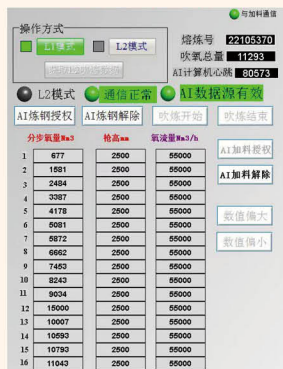 与加料通信
操作方式
L1模式 L2模式
熔炼号 22105370
吹氧总量 11293
AI计算机心跳 80573
L2模式 通信正常 AI数据源有效
AI炼钢授权 AI炼钢解除 吹炼开始 吹炼结束
分步氧量Nm3 枪高mm 氧流量Nm3/h
AI加料授权
AI加料解除
数值偏大
数值偏小
1 677 2500 55000
2 1581 2500 55000
3 2484 2500 55000
4 3387 2500 55000
5 4178 2500 55000
6 5081 2500 55000
7 5872 2500 55000
8 6662 2500 55000
9 7453 2500 55000
10 8243 2500 55000
11 9034 2500 55000
12 15000 2500 55000
13 10007 2500 55000
14 10593 2500 55000
15 10793 2500 55000
16 11043 2500 55000